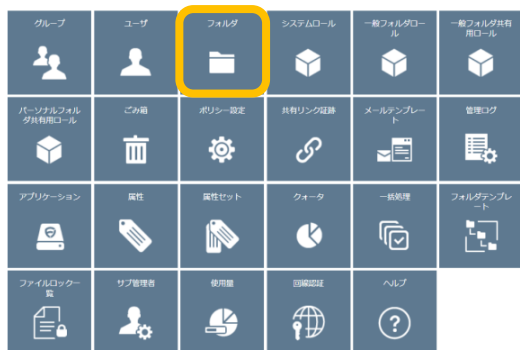 グループ
ユーザ
フォルダ
システムロール
一般フォルダロー
ル
一般フォルダ共有
用ロール
パーソナルフォル
ダ共有用ロール
ごみ箱
ポリシー設定
共有リンク証跡
メールテンプレー
ト
管理ログ
アプリケーション
属性
属性セット
クォータ
一括処理
フォルダテンプレ
ート
ファイルロック一
覧
サブ管理者
使用量
回線認証
ヘルプ